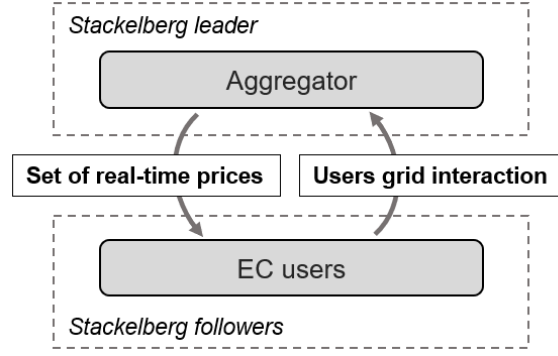 Stackelberg leader
Aggregator
Set of real-time prices
Users grid interaction
EC users
Stackelberg followers